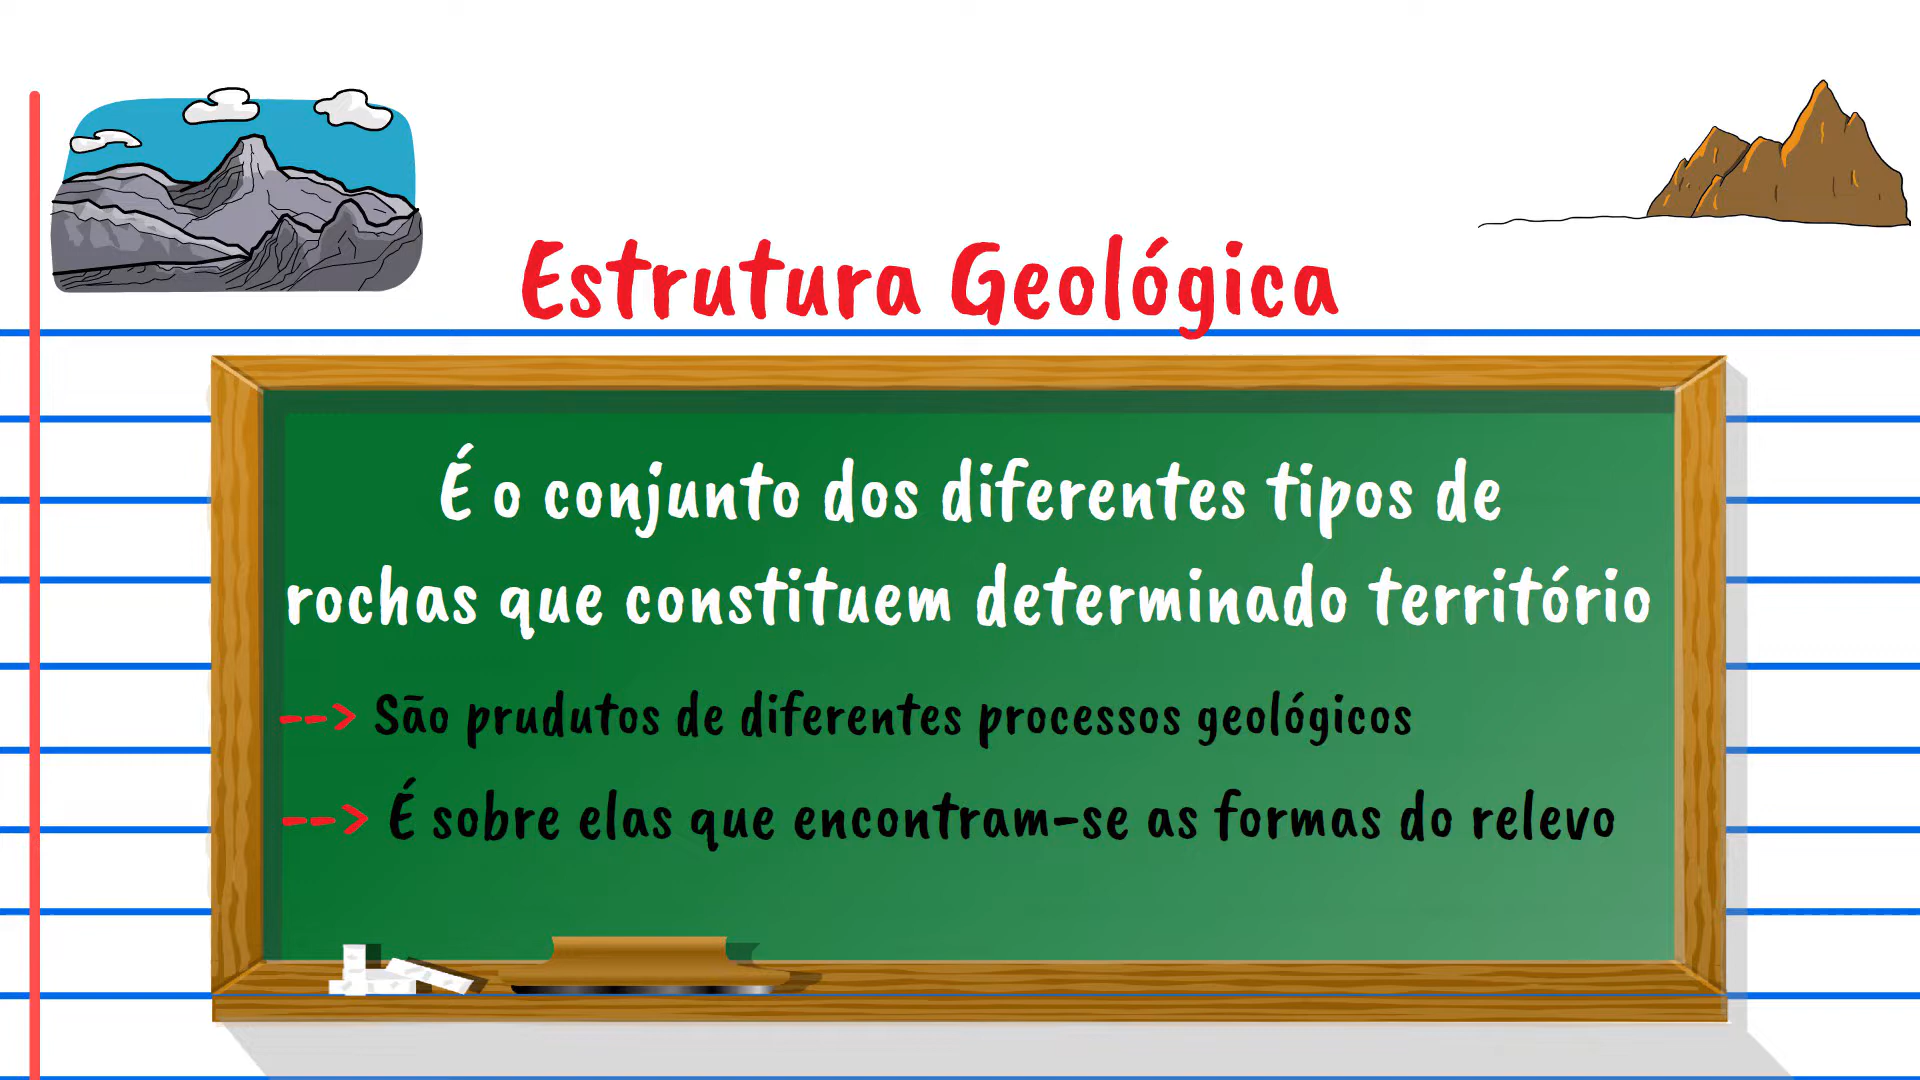 Estrutura Geológica
É o conjunto dos diferentes tipos de
rochas que constituem determinado território
--> São prudutos de diferentes processos geológicos
--> É sobre elas que encontram-se as formas do relevo